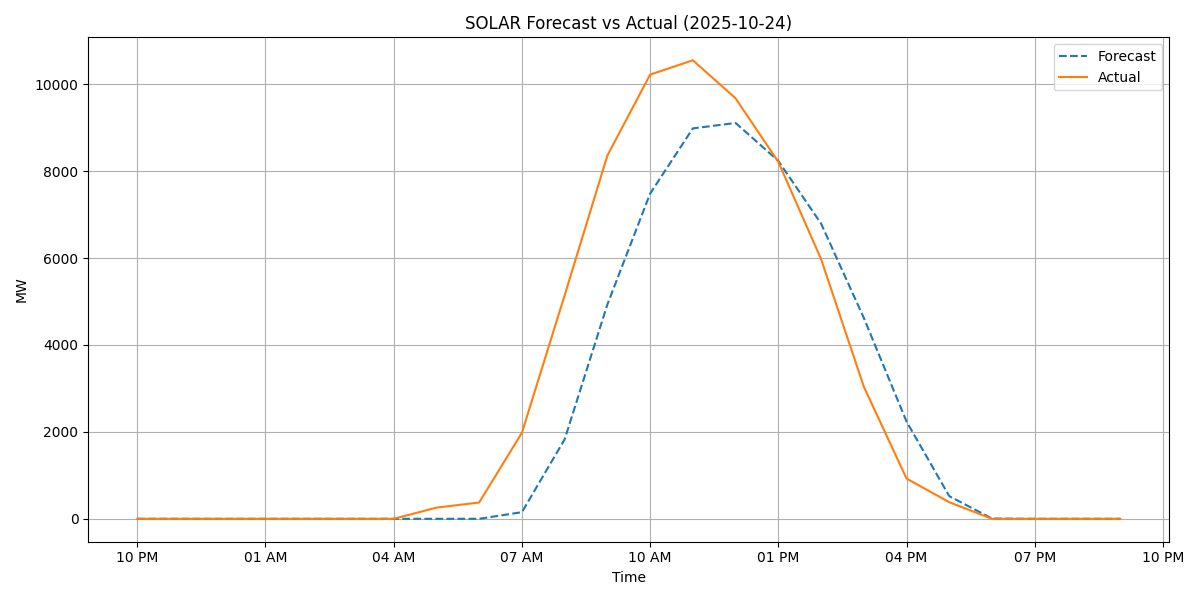 SOLAR Forecast vs Actual (2025-10-24)
Forecast
Actual
10000
8000
6000
4000
2000
0
MW
10 PM 01 AM 04 AM 07 AM 10 AM 01 PM 04 PM 07 PM 10 PM
Time